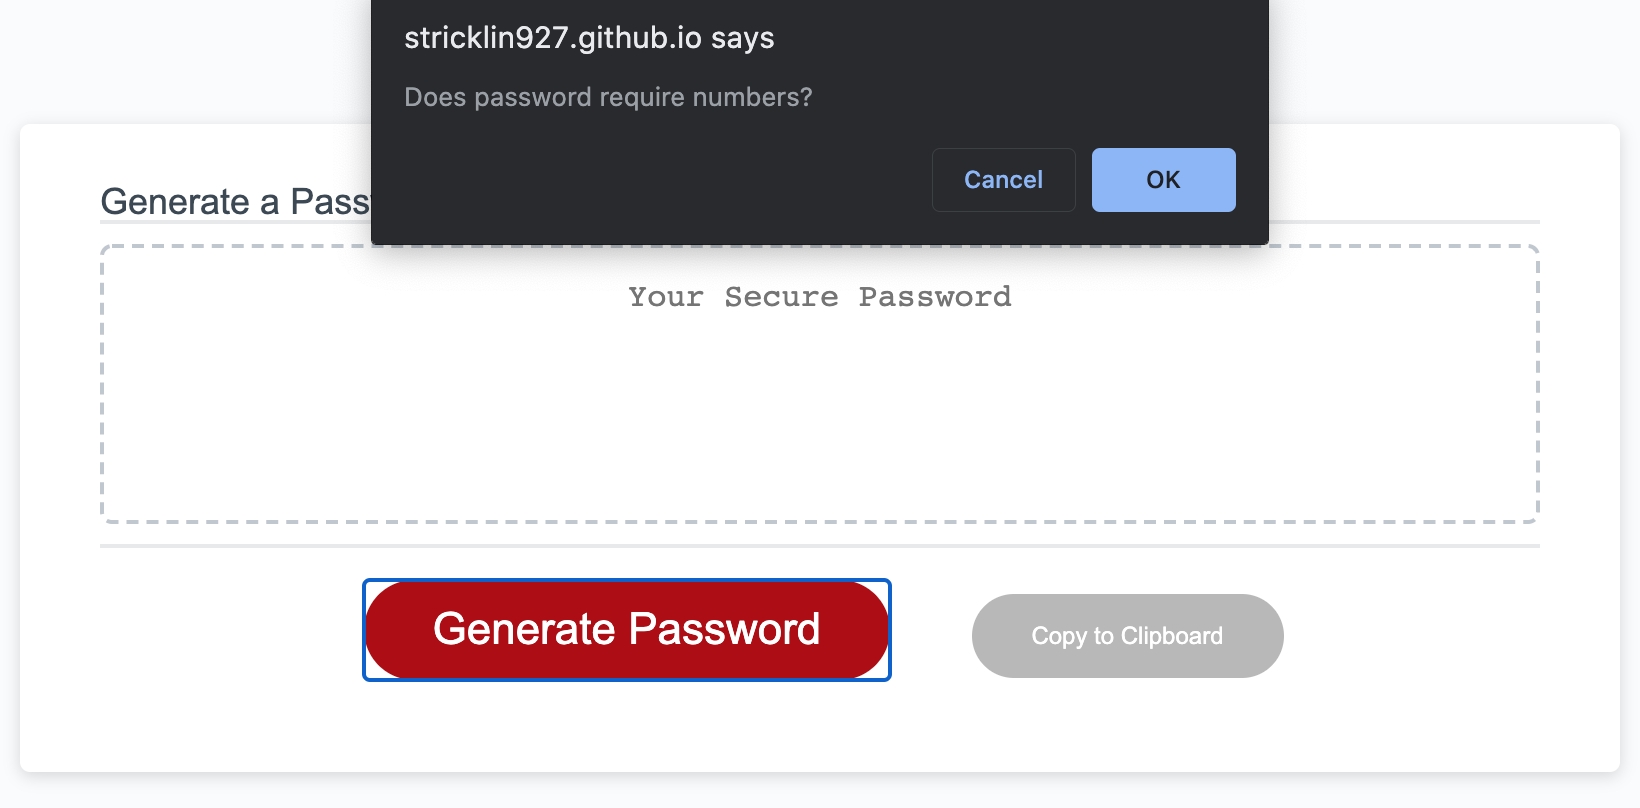 stricklin927.github.io says
Does password require numbers?
Cancel
OK
Generate a
Your Secure Password
Generate Password
Copy to Clipboard